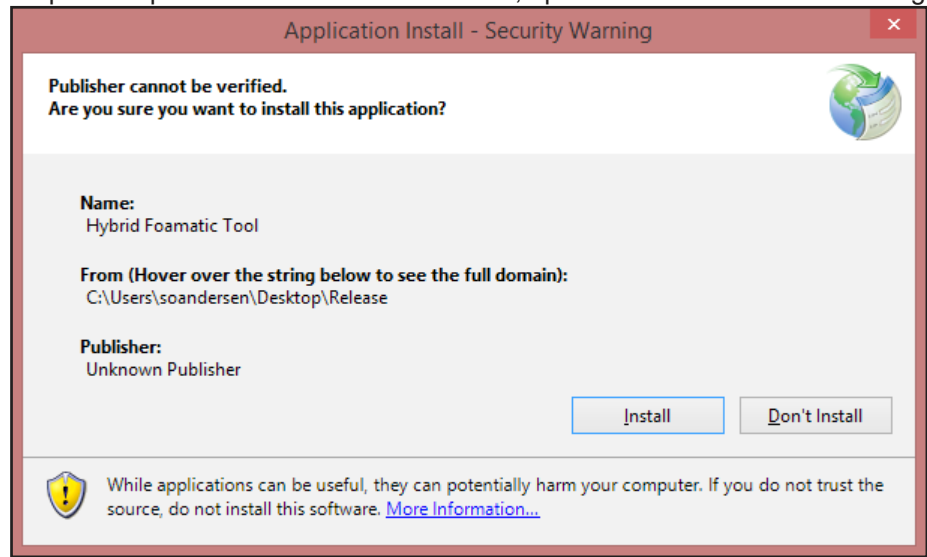 Application Install - Security Warning
Publisher cannot be verified.
Are you sure you want to install this application?
Name:
Hybrid Foamatic Tool
From (Hover over the string below to see the full domain):
C:\Users\soandersen\Desktop\Release
Publisher:
Unknown Publisher
Install Don't Install
While applications can be useful, they can potentially harm your computer. If you do not trust the
source, do not install this software. More Information...